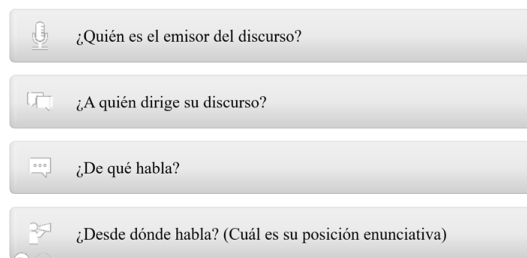 ¿Quién es el emisor del discurso?
¿A quién dirige su discurso?
¿De qué habla?
¿Desde dónde habla? (Cuál es su posición enunciativa)